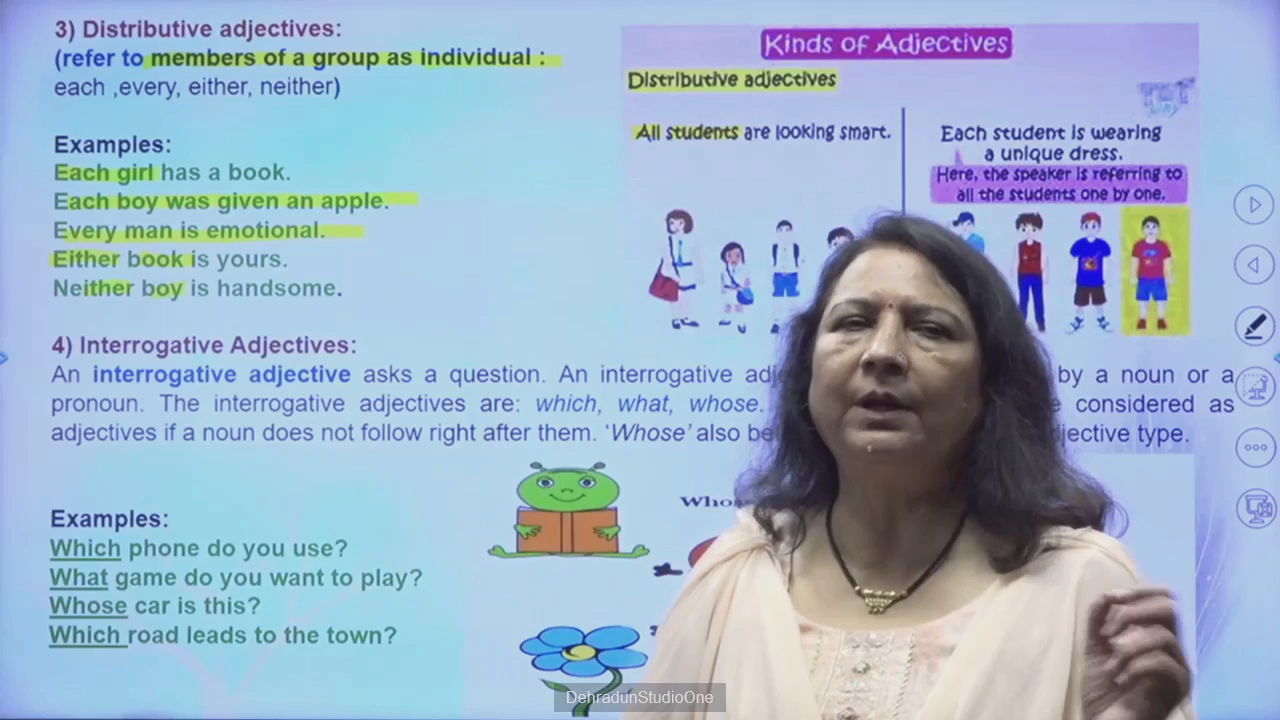 3) Distributive adjectives:
(refer to members of a group as individual :
each ,every, either, neither)
Examples:
Each girl has a book.
Each boy was given an apple.
Every man is emotional.
Either book is yours.
Neither boy is handsome.
Kinds of Adjectives
Distributive adjectives
All students are looking smart.
Each student is wearing
a unique dress.
Here, the speaker is referring to
all the students one by one.
4) Interrogative Adjectives:
An interrogative adjective asks a question. An interrogative by a noun or a
pronoun. The interrogative adjectives are: which, what, whose. considered as
adjectives if a noun does not follow right after them. ‘Whose’ also type.
Examples:
Which phone do you use?
What game do you want to play?
Whose car is this?
Which road leads to the town?
DehradunStudioOne